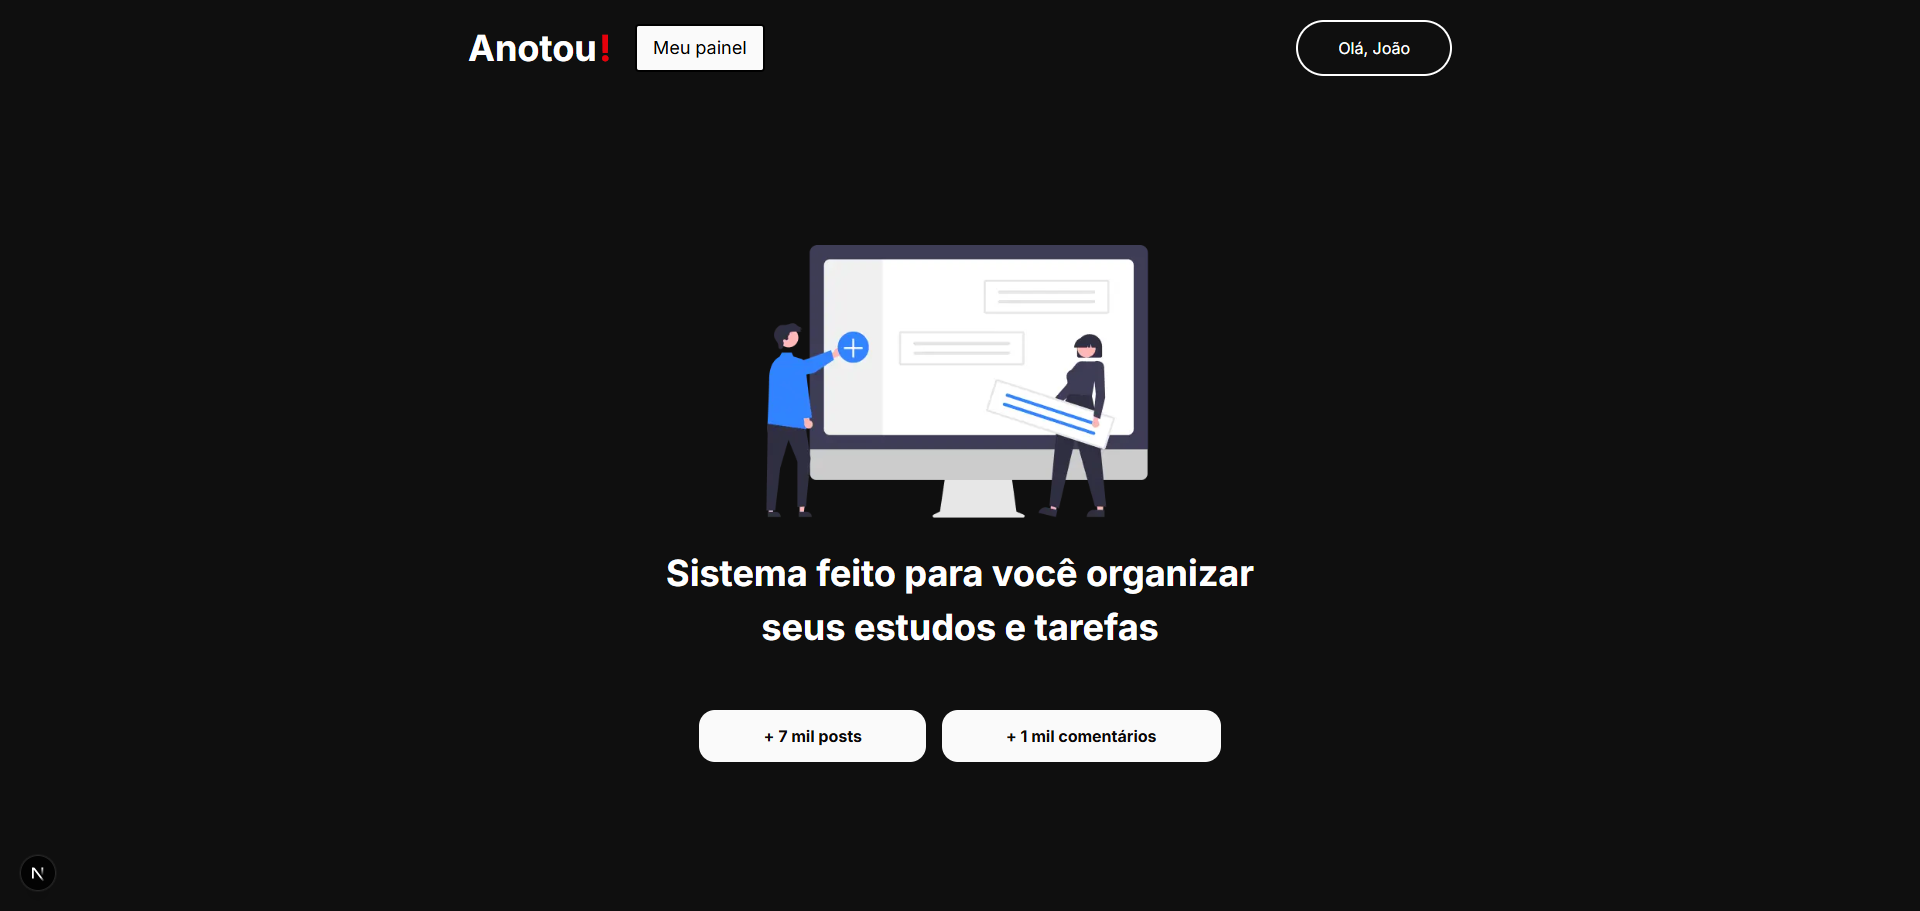 Anotou!
Meu painel
Olá, João
Sistema feito para você organizar
seus estudos e tarefas
+ 7 mil posts
+ 1 mil comentários
N